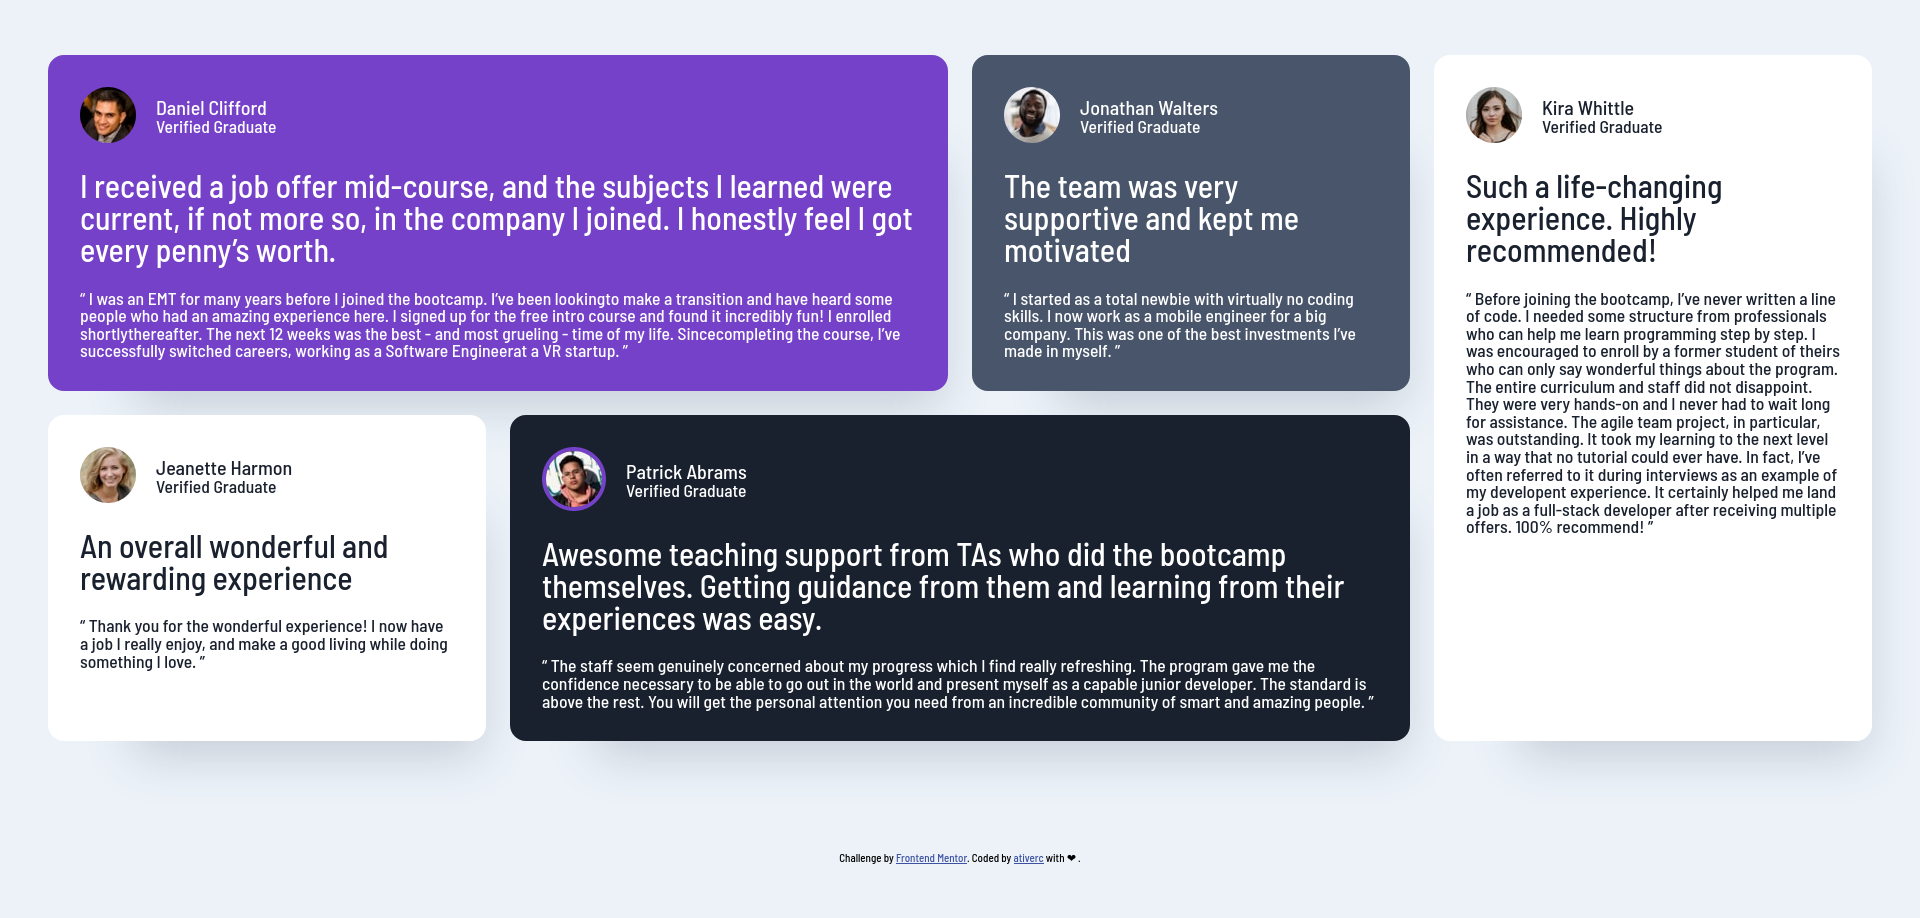 Daniel Clifford
Verified Graduate
I received a job offer mid-course, and the subjects I learned were
current, if not more so, in the company I joined. I honestly feel I got
every penny’s worth.
“ I was an EMT for many years before I joined the bootcamp. I’ve been lookingto make a transition and have heard some
people who had an amazing experience here. I signed up for the free intro course and found it incredibly fun! I enrolled
shortlythereafter. The next 12 weeks was the best - and most grueling - time of my life. Sincecompleting the course, I’ve
successfully switched careers, working as a Software Engineerat a VR startup. ”
Jonathan Walters
Verified Graduate
The team was very
supportive and kept me
motivated
“ I started as a total newbie with virtually no coding
skills. I now work as a mobile engineer for a big
company. This was one of the best investments I’ve
made in myself. ”
Kira Whittle
Verified Graduate
Such a life-changing
experience. Highly
recommended!
“ Before joining the bootcamp, I’ve never written a line
of code. I needed some structure from professionals
who can help me learn programming step by step. I
was encouraged to enroll by a former student of theirs
who can only say wonderful things about the program.
The entire curriculum and staff did not disappoint.
They were very hands-on and I never had to wait long
for assistance. The agile team project, in particular,
was outstanding. It took my learning to the next level
in a way that no tutorial could ever have. In fact, I’ve
often referred to it during interviews as an example of
my developent experience. It certainly helped me land
a job as a full-stack developer after receiving multiple
offers. 100% recommend! ”
Jeanette Harmon
Verified Graduate
An overall wonderful and
rewarding experience
“ Thank you for the wonderful experience! I now have
a job I really enjoy, and make a good living while doing
something I love. ”
Patrick Abrams
Verified Graduate
Awesome teaching support from TAs who did the bootcamp
themselves. Getting guidance from them and learning from their
experiences was easy.
“ The staff seem genuinely concerned about my progress which I find really refreshing. The program gave me the
confidence necessary to be able to go out in the world and present myself as a capable junior developer. The standard is
above the rest. You will get the personal attention you need from an incredible community of smart and amazing people. ”
Challenge by Frontend Mentor. Coded by ativerc with ❤ .